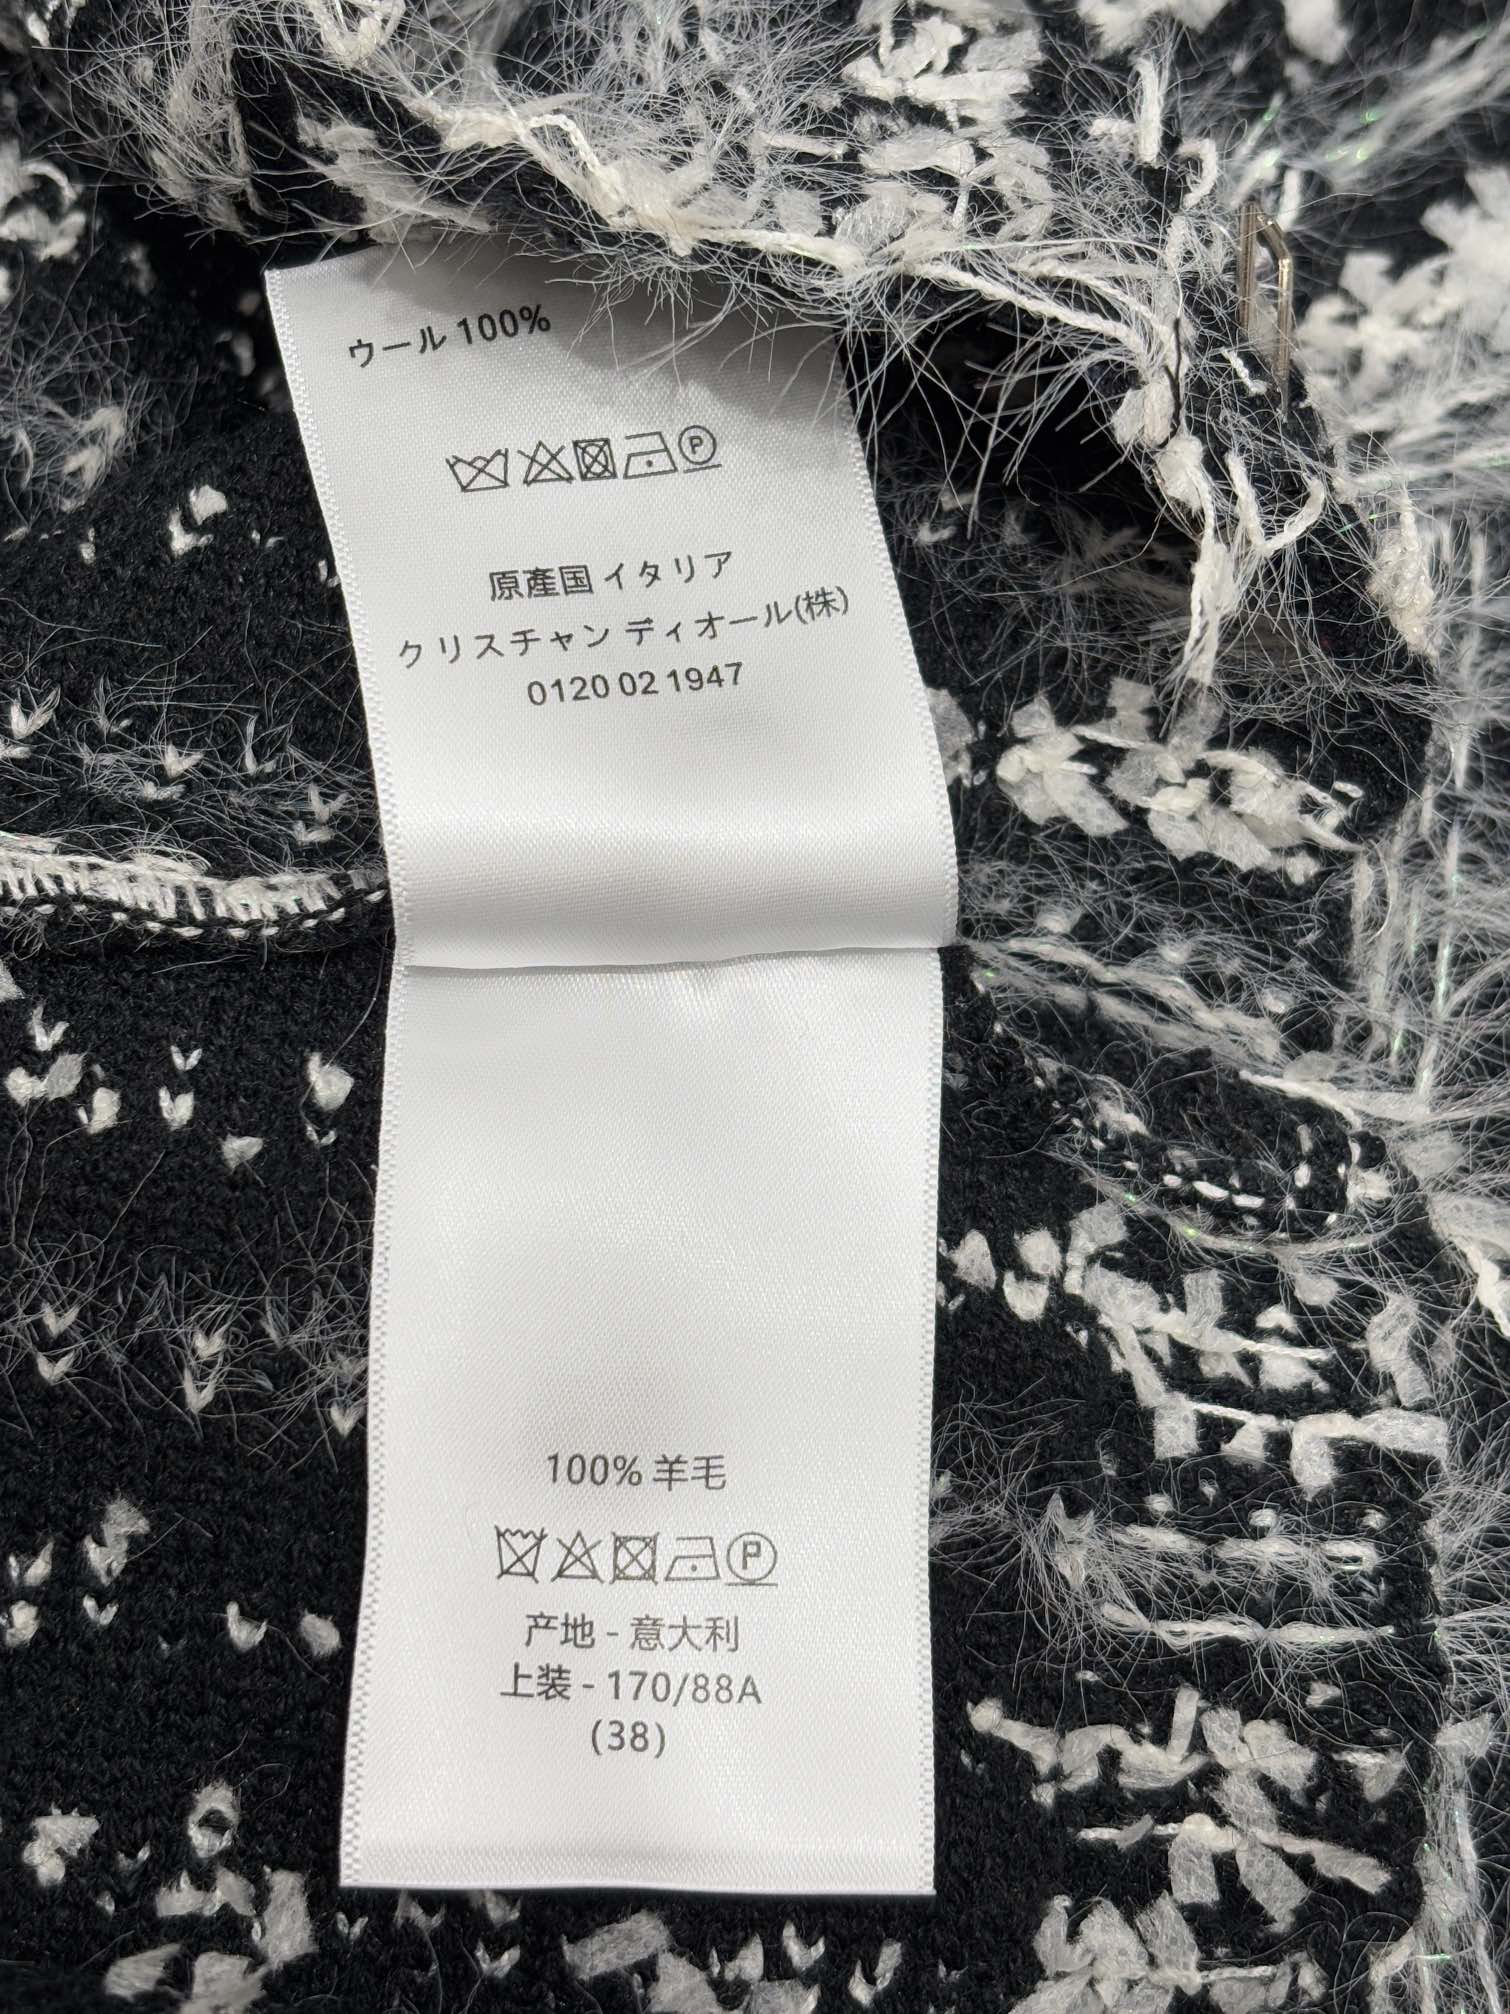 ウール 100%
P
原産国 イタリア
クリスチャン ディオール(株)
0120 02 1947
100% 羊毛
P
产地 - 意大利
上装 - 170/88A
(38)